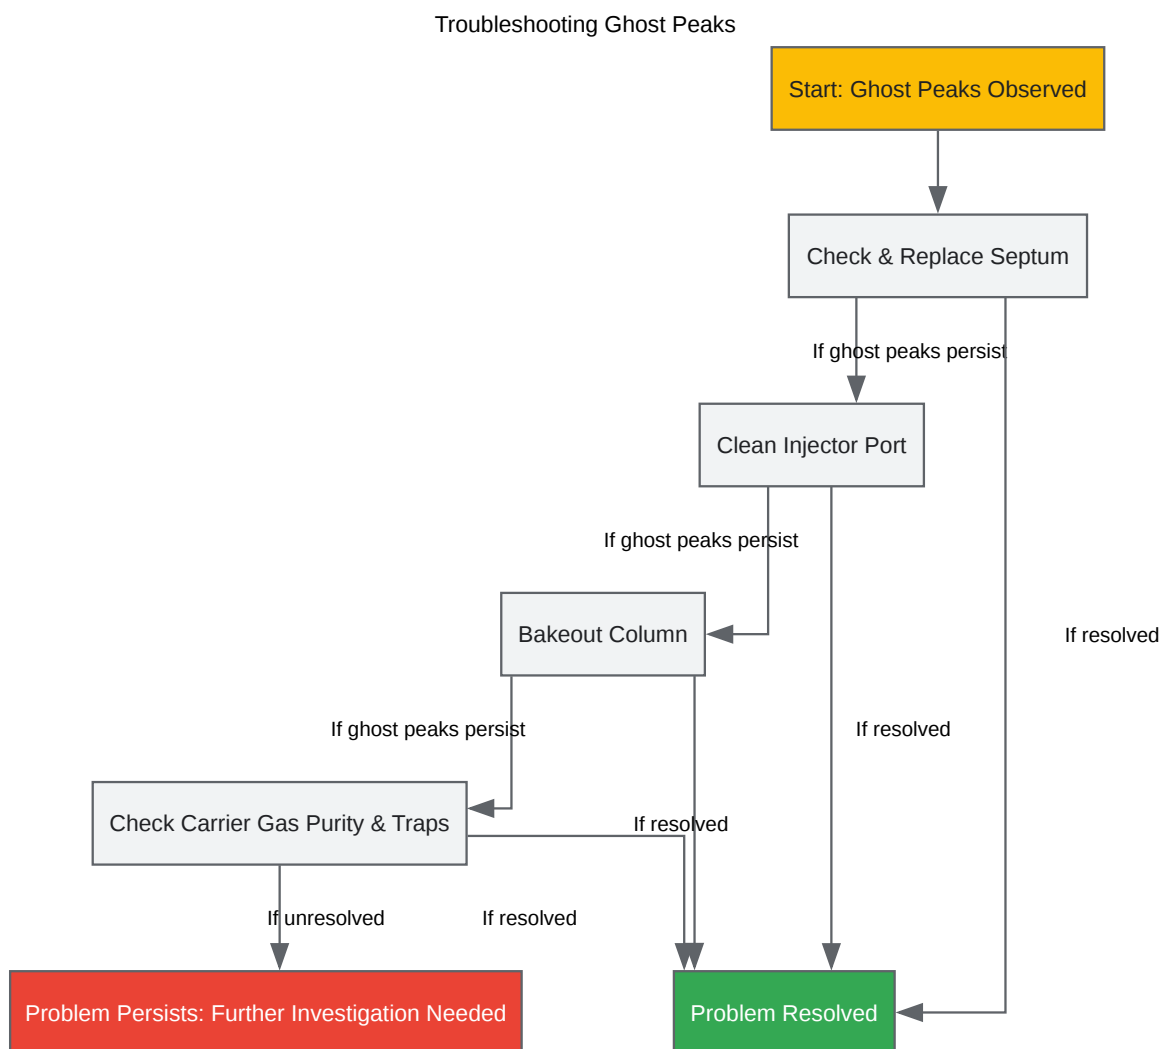 Troubleshooting Ghost Peaks
Start: Ghost Peaks Observed
Check & Replace Septum
If ghost peaks persist
Clean Injector Port
If ghost peaks persist
Bakeout Column
If resolved
If ghost peaks persist
If resolved
Check Carrier Gas Purity & Traps
If resolved
If unresolved
If resolved
Problem Persists: Further Investigation Needed
Problem Resolved